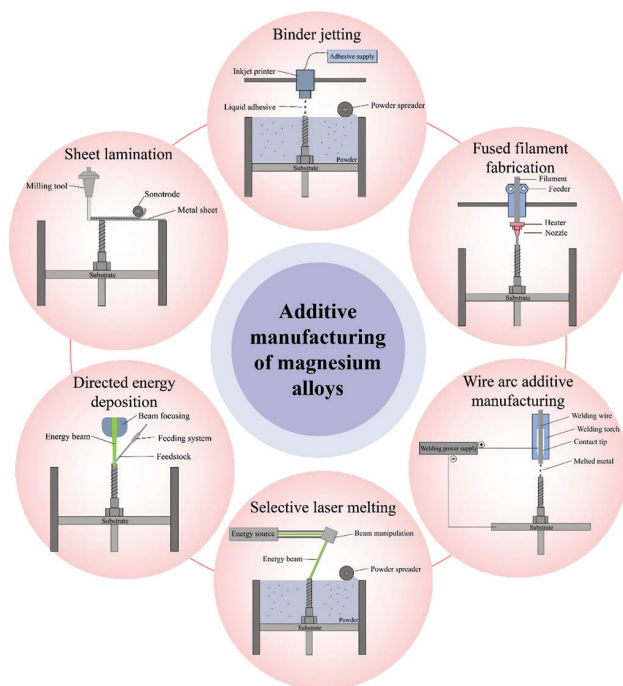 Binder jetting
Adhesive supply
Inkjet printer
Liquid adhesive
Powder spreader
Substrate
Powder
Sheet lamination
Milling tool
Sonotrode
Metal sheet
Substrate
Fused filament
fabrication
Filament
Feeder
Heater
Nozzle
Substrate
Additive
manufacturing
of magnesium
alloys
Directed energy
deposition
Beam focusing
Energy beam
Feeding system
Feedstock
Substrate
Wire arc additive
manufacturing
Welding wire
Welding torch
Welding power supply
+
Contact tip
−
Melted metal
Substrate
Selective laser
melting
Energy source
Beam manipulation
Energy beam
Powder spreader
Powder
Substrate